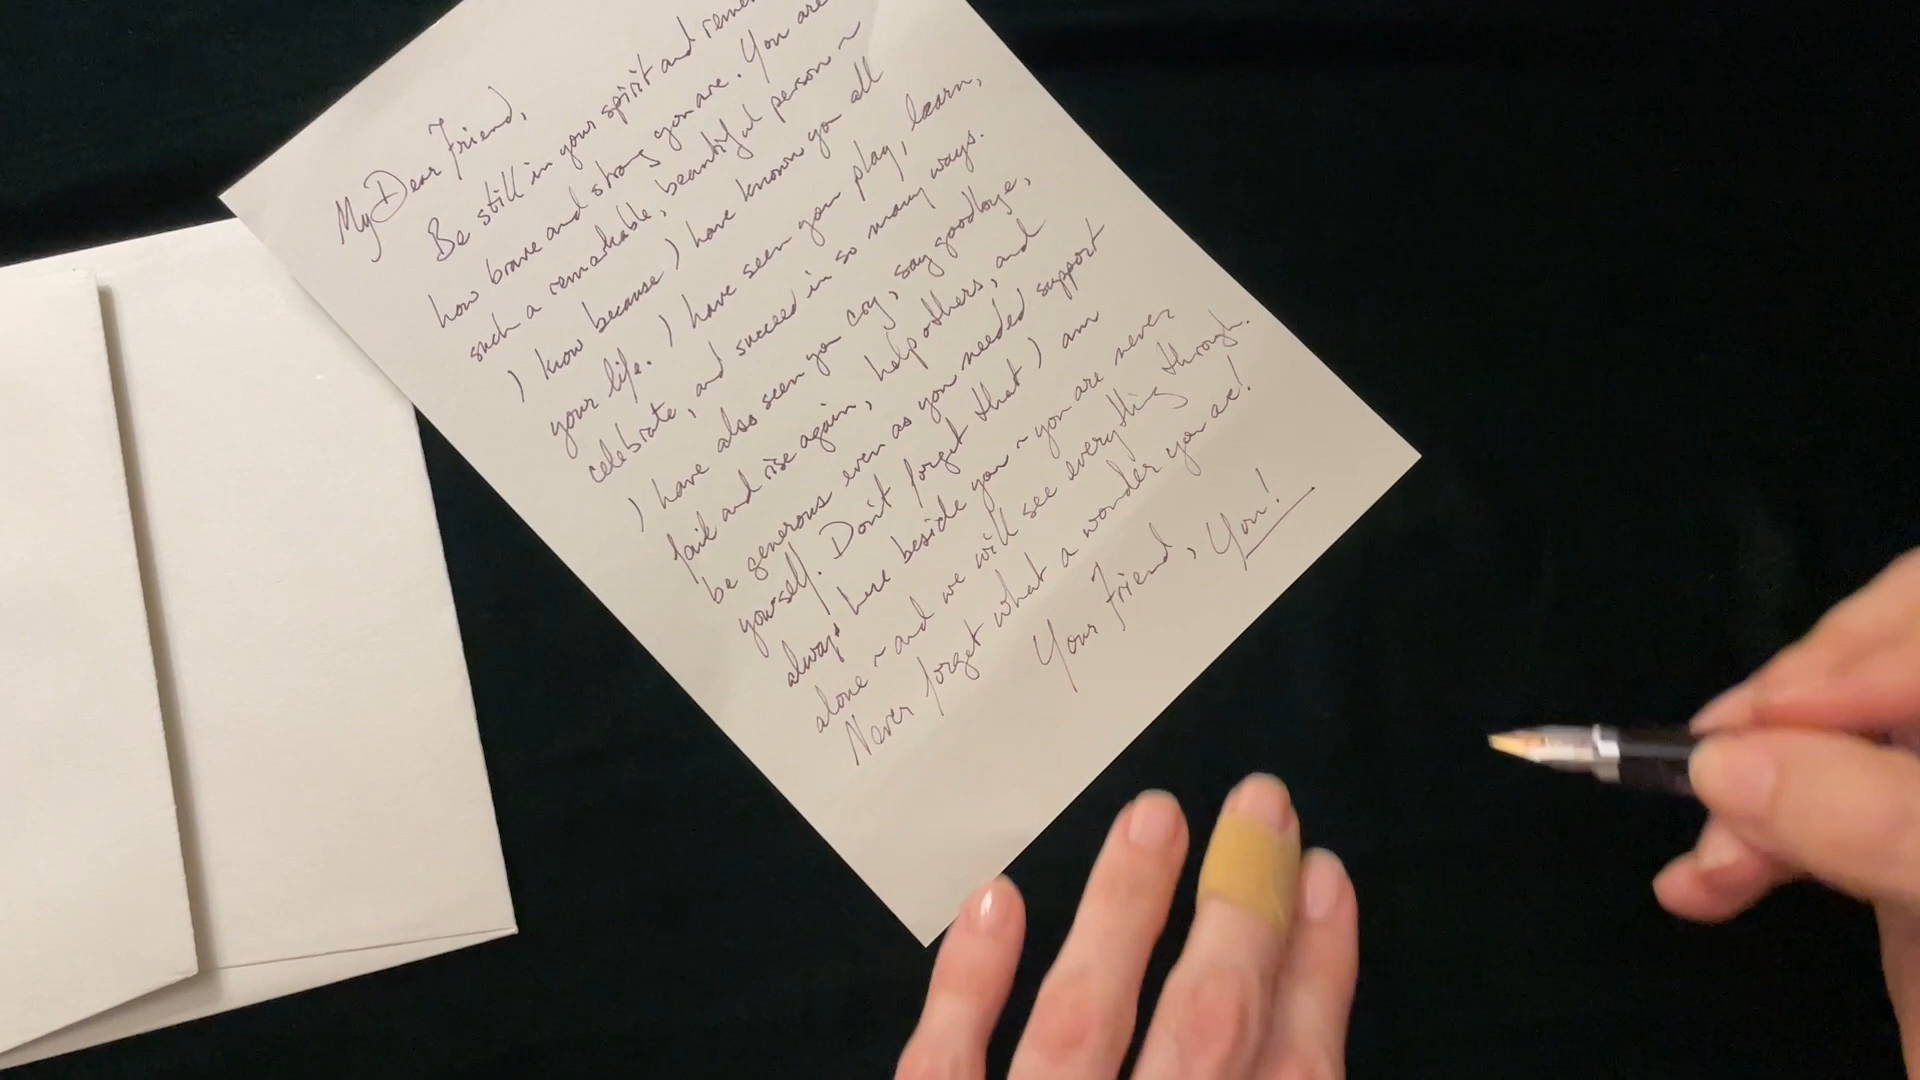 My Dear Friend,
Be still in your spirit and
how brave and strong you are. You are
such a remarkable, beautiful person ~
I know because I have known you all
your life. I have seen you play, learn,
celebrate, and succeed in so many ways.
I have also seen you cry, say goodbye,
fail and rise again, help others, and
be generous even as you needed support
yourself. Don't forget that I am
always here beside you ~ you are never
alone ~ and we will see everything through.
Never forget what a wonder you are!
Your Friend, You!